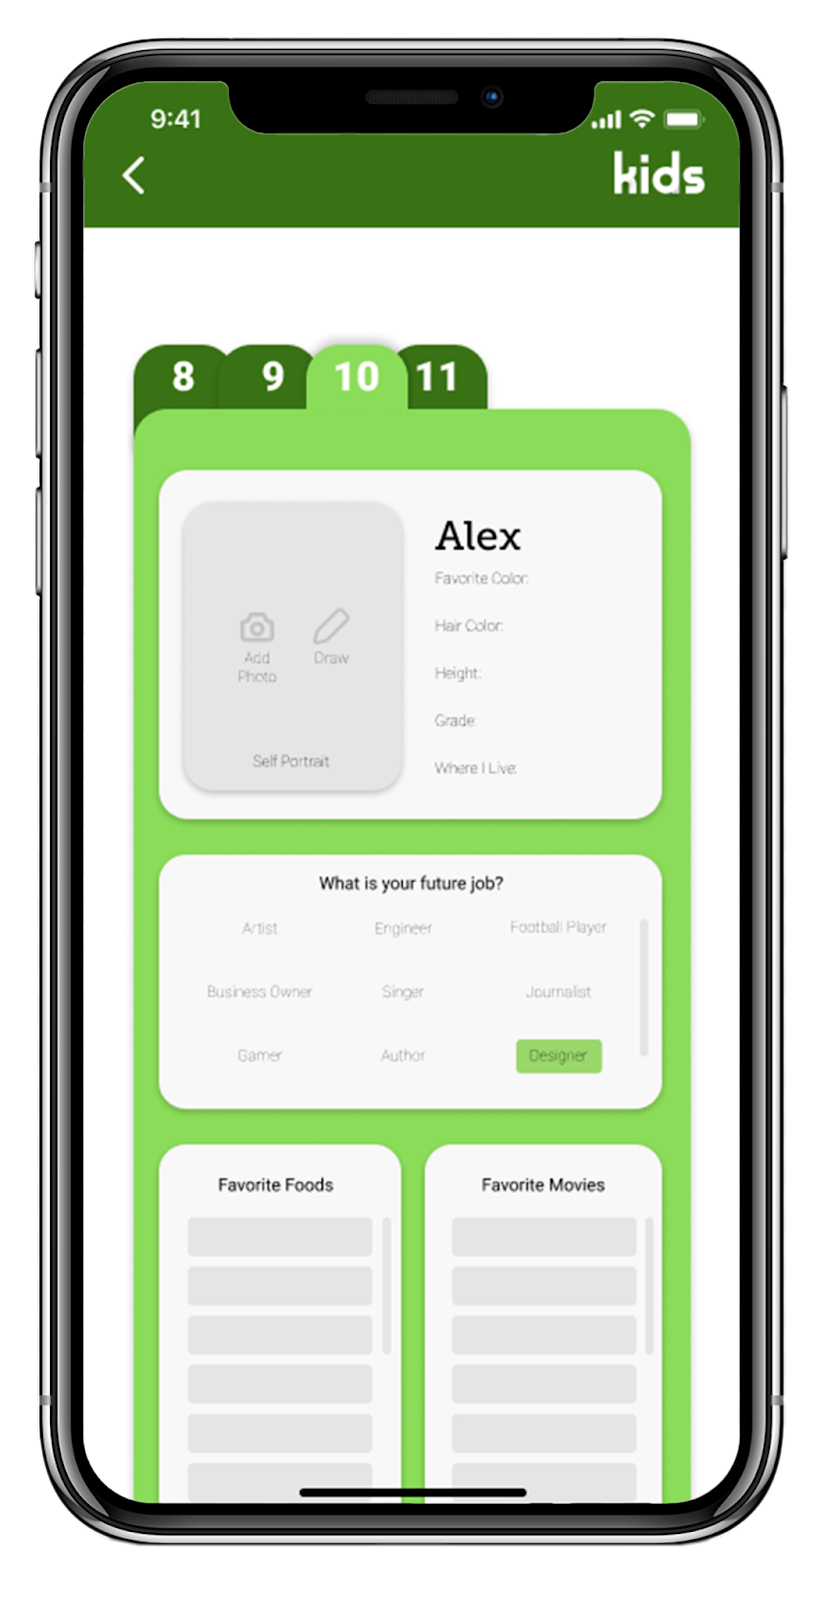 9:41
kids
8 9 10 11
Alex
Favorite Color:
Hair Color:
Height:
Grade:
Where I Live:
Add
Photo
Draw
Self Portrait
What is your future job?
Artist Engineer Football Player
Business Owner Singer Journalist
Gamer Author Designer
Favorite Foods
Favorite Movies